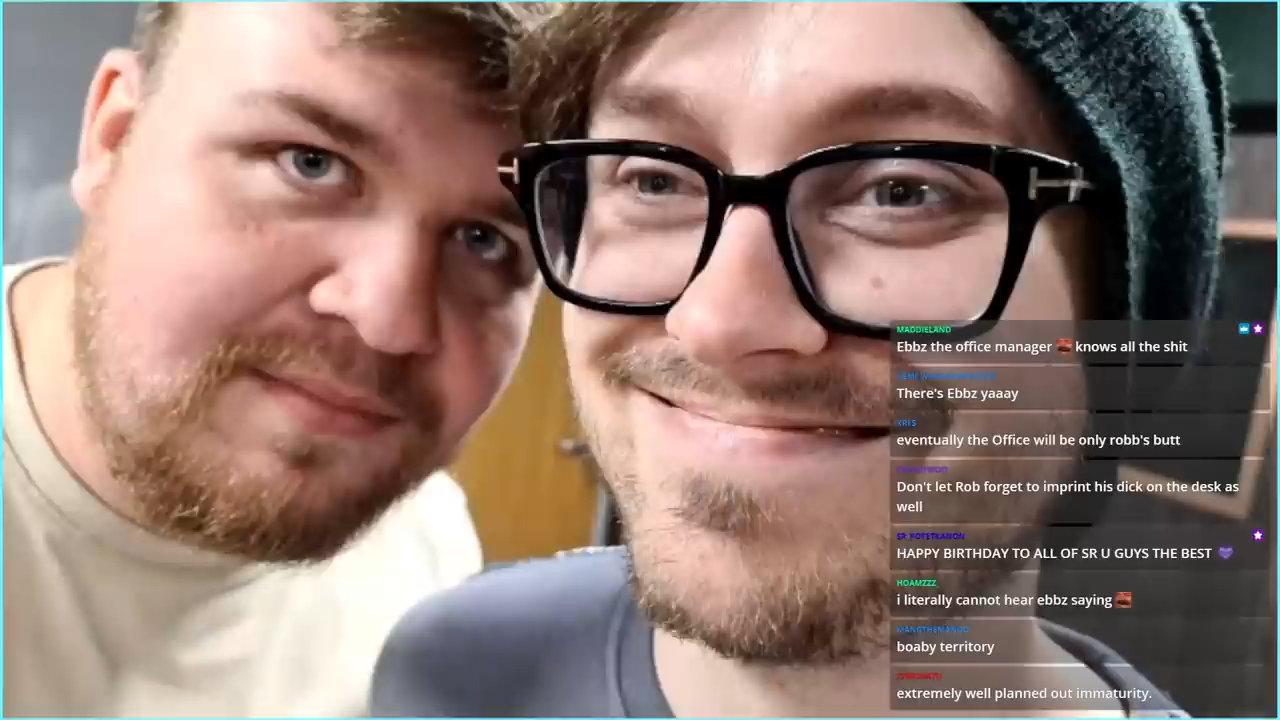 MADDIELAND
Ebbz the office manager knows all the shit
There's Ebbz yaaay
KRIS
eventually the Office will be only robb's butt
Don't let Rob forget to imprint his dick on the desk as
well
HAPPY BIRTHDAY TO ALL OF SR U GUYS THE BEST
HOAMZZZ
i literally cannot hear ebbz saying
boaby territory
extremely well planned out immaturity.